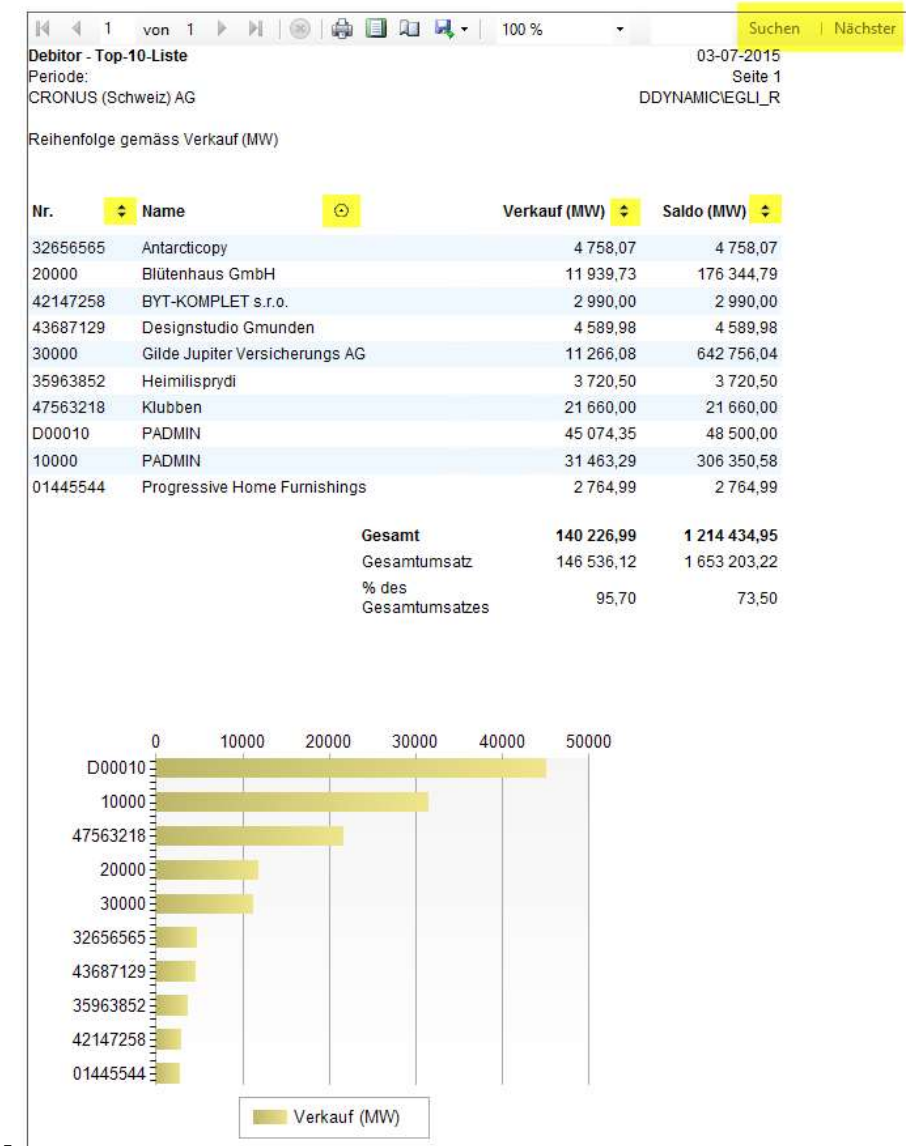 1 von 1 100 % Suchen | Nächster
Debitor - Top-10-Liste 03-07-2015
Periode: Seite 1
CRONUS (Schweiz) AG DDYNAMIC\EGLI_R
Reihenfolge gemäss Verkauf (MW)
Nr. Name Verkauf (MW) Saldo (MW)
32656565 Antarcticopy 4 758,07 4 758,07
20000 Blütenhaus GmbH 11 939,73 176 344,79
42147258 BYT-KOMPLET s.r.o. 2 990,00 2 990,00
43687129 Designstudio Gmunden 4 589,98 4 589,98
30000 Gilde Jupiter Versicherungs AG 11 266,08 642 756,04
35963852 Heimilisprydi 3 720,50 3 720,50
47563218 Klubben 21 660,00 21 660,00
D00010 PADMIN 45 074,35 48 500,00
10000 PADMIN 31 463,29 306 350,58
01445544 Progressive Home Furnishings 2 764,99 2 764,99
Gesamt 140 226,99 1 214 434,95
Gesamtumsatz 146 536,12 1 653 203,22
% des
Gesamtumsatzes 95,70 73,50
0 10000 20000 30000 40000 50000
D00010
10000
47563218
20000
30000
32656565
43687129
35963852
42147258
01445544
Verkauf (MW)